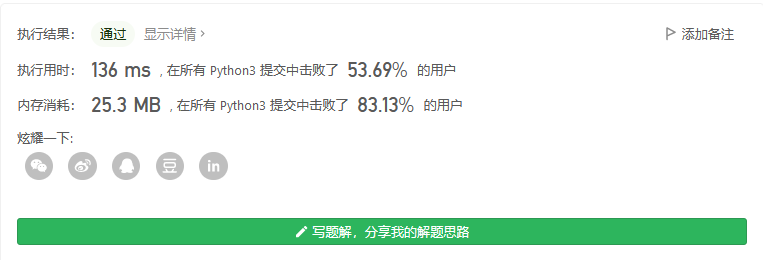 执行结果： 通过 显示详情 › 添加备注
执行用时： 136 ms , 在所有 Python3 提交中击败了 53.69% 的用户
内存消耗： 25.3 MB , 在所有 Python3 提交中击败了 83.13% 的用户
炫耀一下:
豆 in
写题解，分享我的解题思路